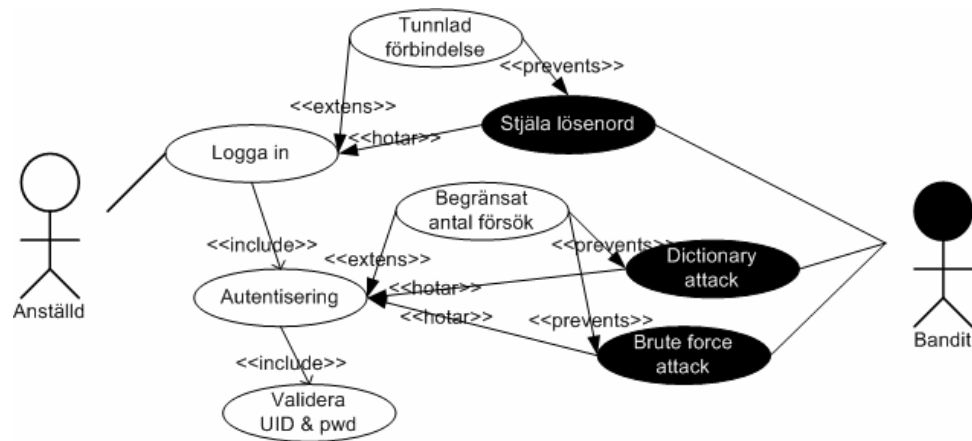 Tunnlad
förbindelse
<<prevents>>
<<extens>>
Stjäla lösenord
<<hotar>>
Logga in
Begränsat
antal försök
<<include>>
<<prevents>>
<<extens>>
Dictionary
attack
<<hotar>>
Autentisering
<<hotar>>
<<prevents>>
Anställd
Brute force
attack
Bandit
<<include>>
Validera
UID & pwd